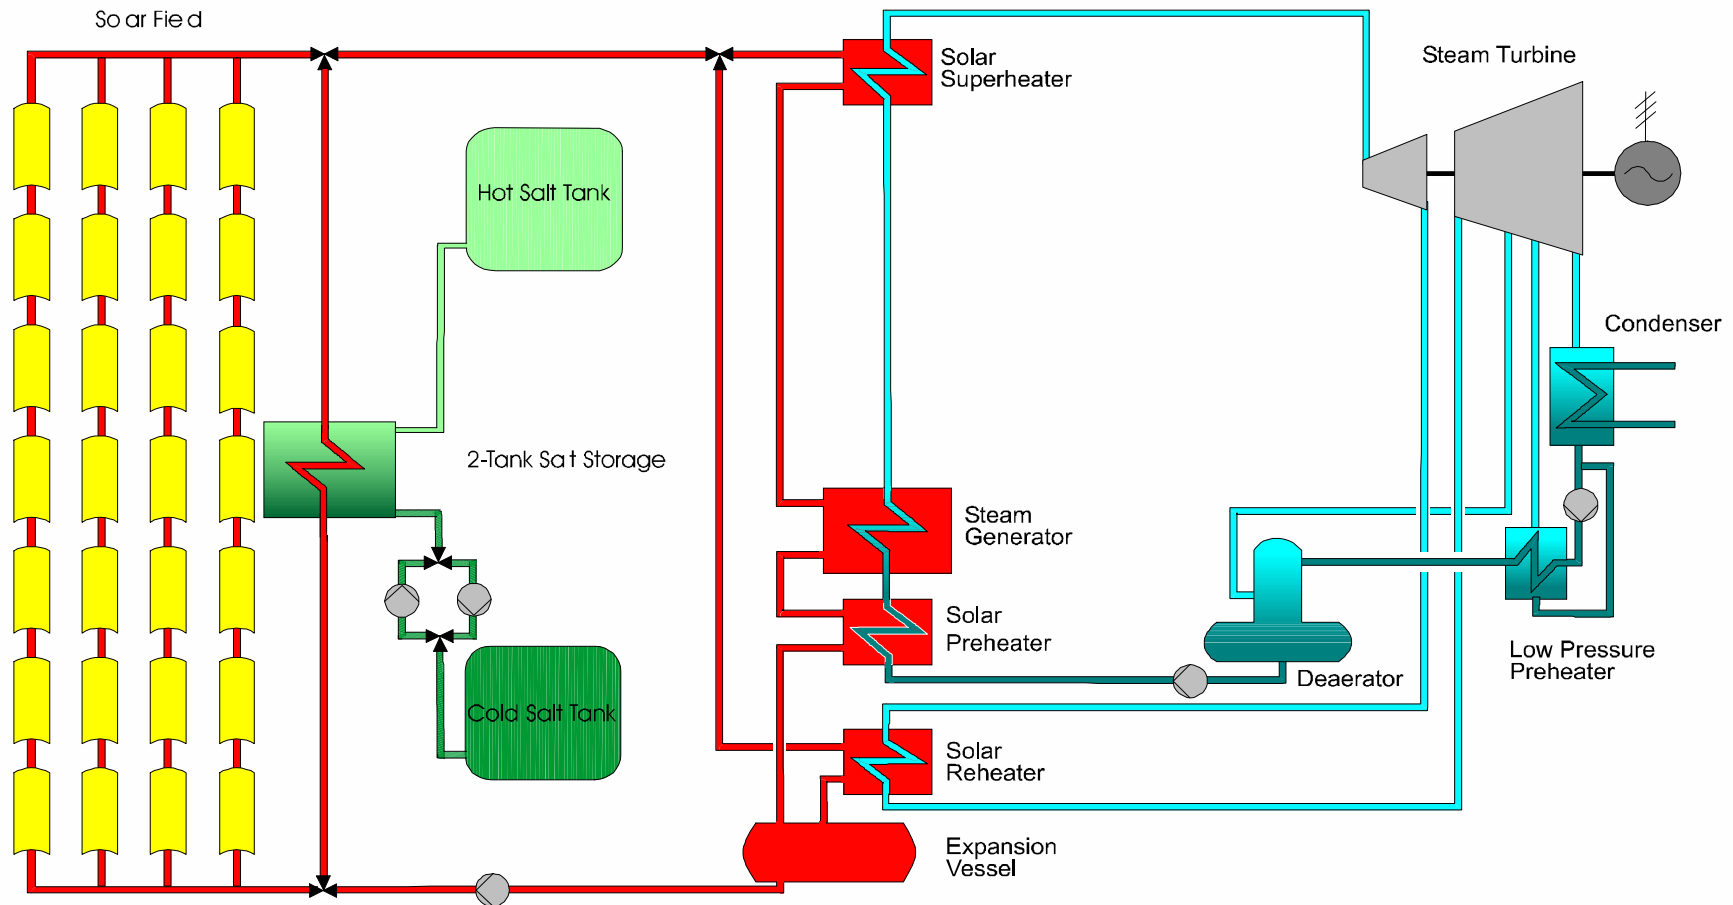 So ar Fie d
Steam Turbine
Solar
Superheater
Hot Salt Tank
Condenser
2-Tank Sa t Storage
Steam
Generator
Solar
Preheater
Low Pressure
Preheater
Deaerator
Cold Salt Tank
Solar
Reheater
Expansion
Vessel